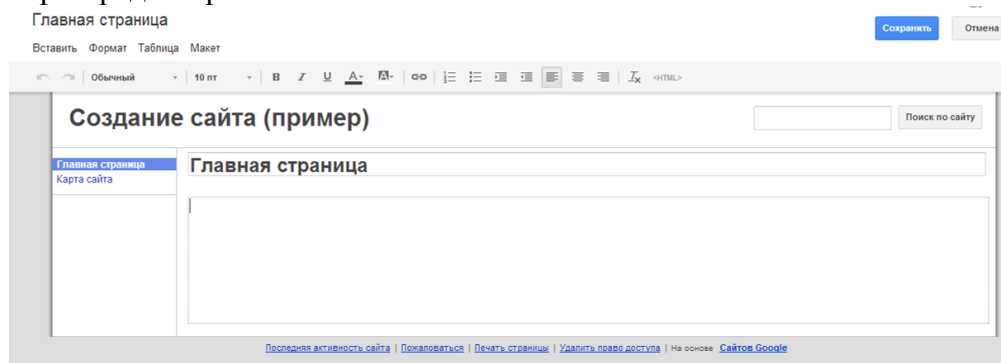 Главная страница
Сохранить Отмена
Вставить Формат Таблица Макет
Обычный 10 пт B I U A A <HTML>
Создание сайта (пример)
Поиск по сайту
Главная страница
Карта сайта
Главная страница
Последняя активность сайта | Пожаловаться | Печать страницы | Удалить право доступа | На основе Сайтов Google